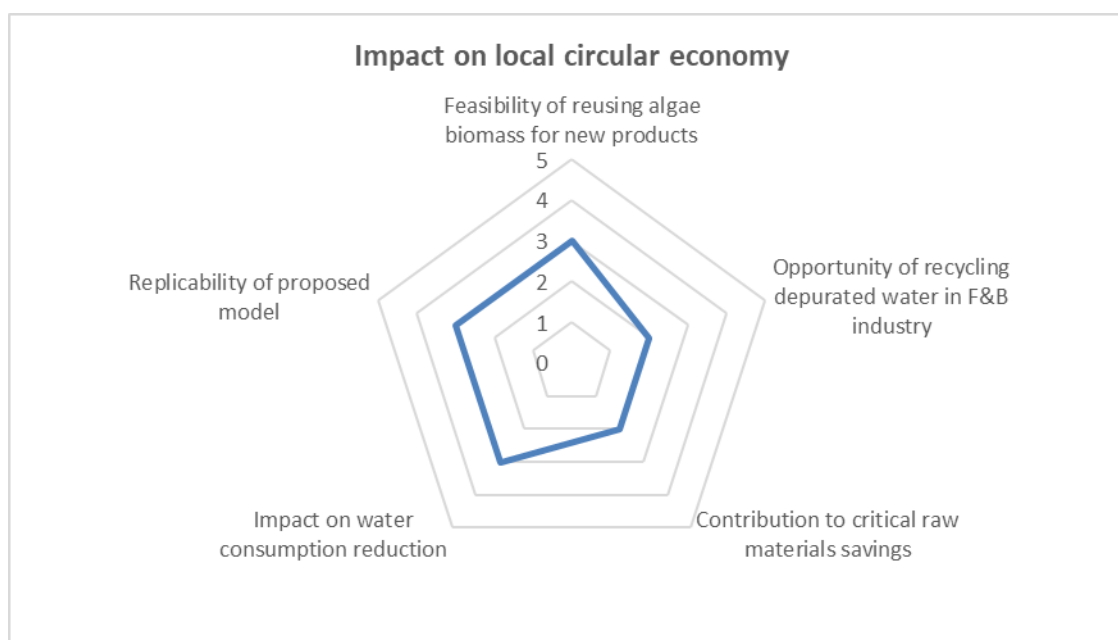 Impact on local circular economy
Feasibility of reusing algae
biomass for new products
5
4
3
2
1
0
Opportunity of recycling
depurated water in F&B
industry
Contribution to critical raw
materials savings
Impact on water
consumption reduction
Replicability of proposed
model